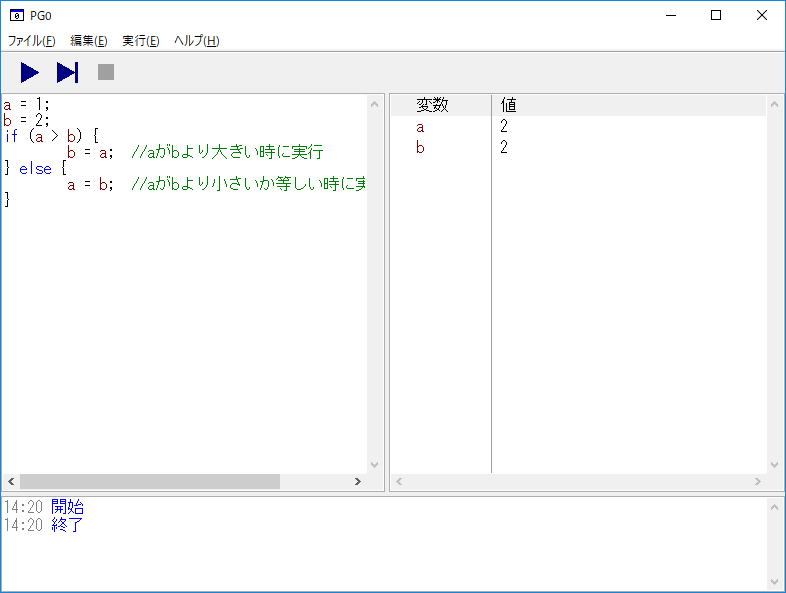 PG0
ファイル(F) 編集(E) 実行(E) ヘルプ(H)
a = 1;
b = 2;
if (a > b) {
b = a; //aがbより大きい時に実行
} else {
a = b; //aがbより小さいか等しい時に実
}
変数 値
a 2
b 2
14:20 開始
14:20 終了